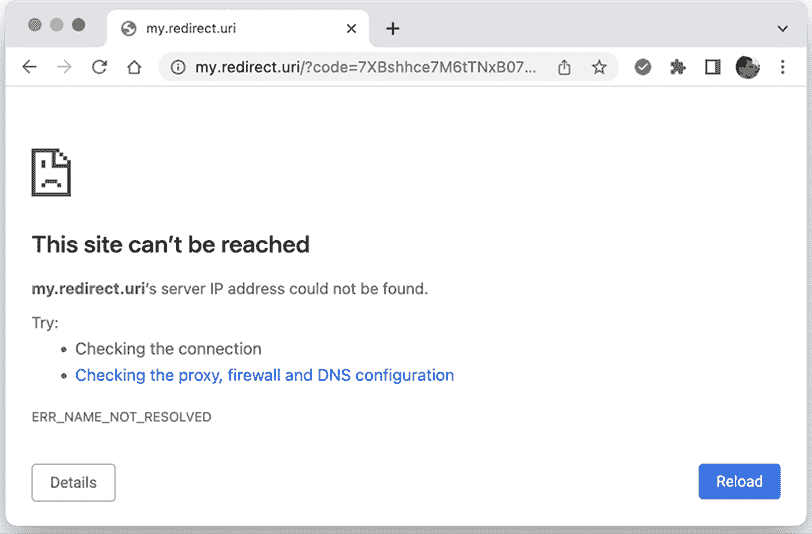 my.redirect.uri
my.redirect.uri/?code=7XBshhce7M6tTNxB07...
This site can't be reached
my.redirect.uri's server IP address could not be found.
Try:
• Checking the connection
• Checking the proxy, firewall and DNS configuration
ERR_NAME_NOT_RESOLVED
Details
Reload